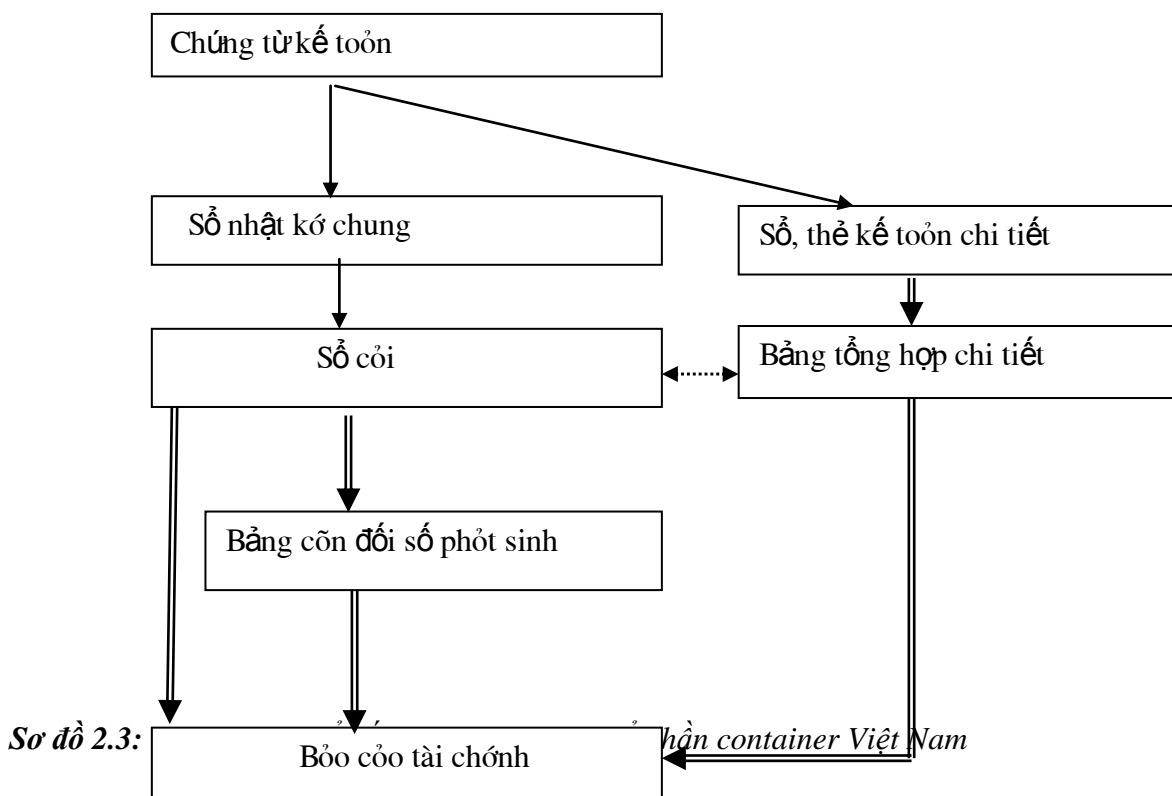 Chứng từ kế toỏn
Sổ nhật kớ chung
Sổ, thẻ kế toỏn chi tiết
Sổ cỏi
Bảng tổng hợp chi tiết
Bảng cõn đối số phỏt sinh
Sơ đồ 2.3: hần container Việt Nam
Bỏo cỏo tài chớnh